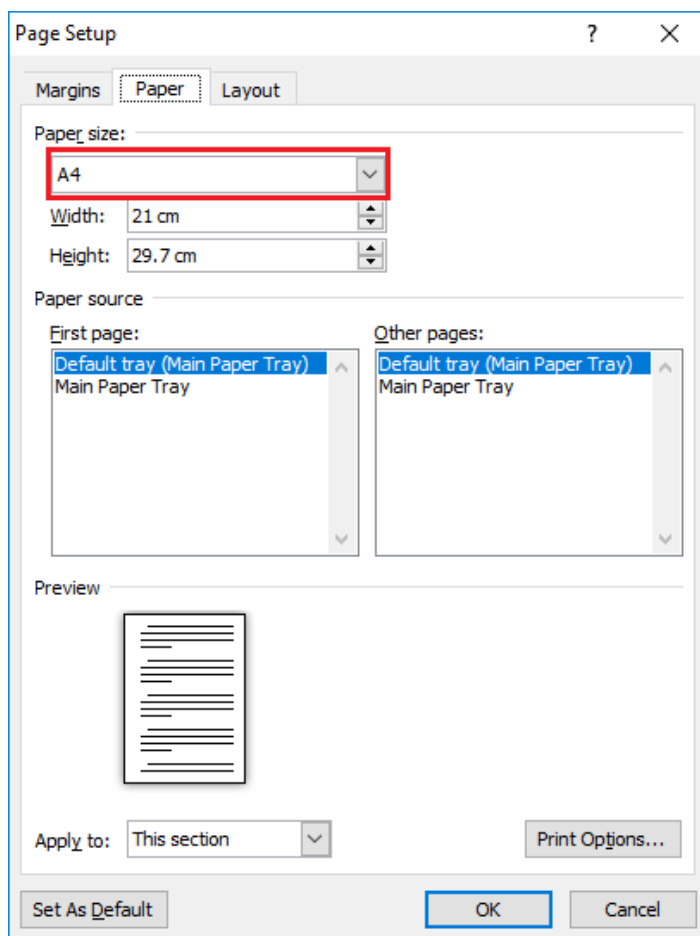 Page Setup ?
Margins Paper Layout
Paper size:
A4
Width: 21 cm
Height: 29.7 cm
Paper source
First page: Other pages:
Default tray (Main Paper Tray) Default tray (Main Paper Tray)
Main Paper Tray Main Paper Tray
Preview
Apply to: This section Print Options...
Set As Default OK Cancel